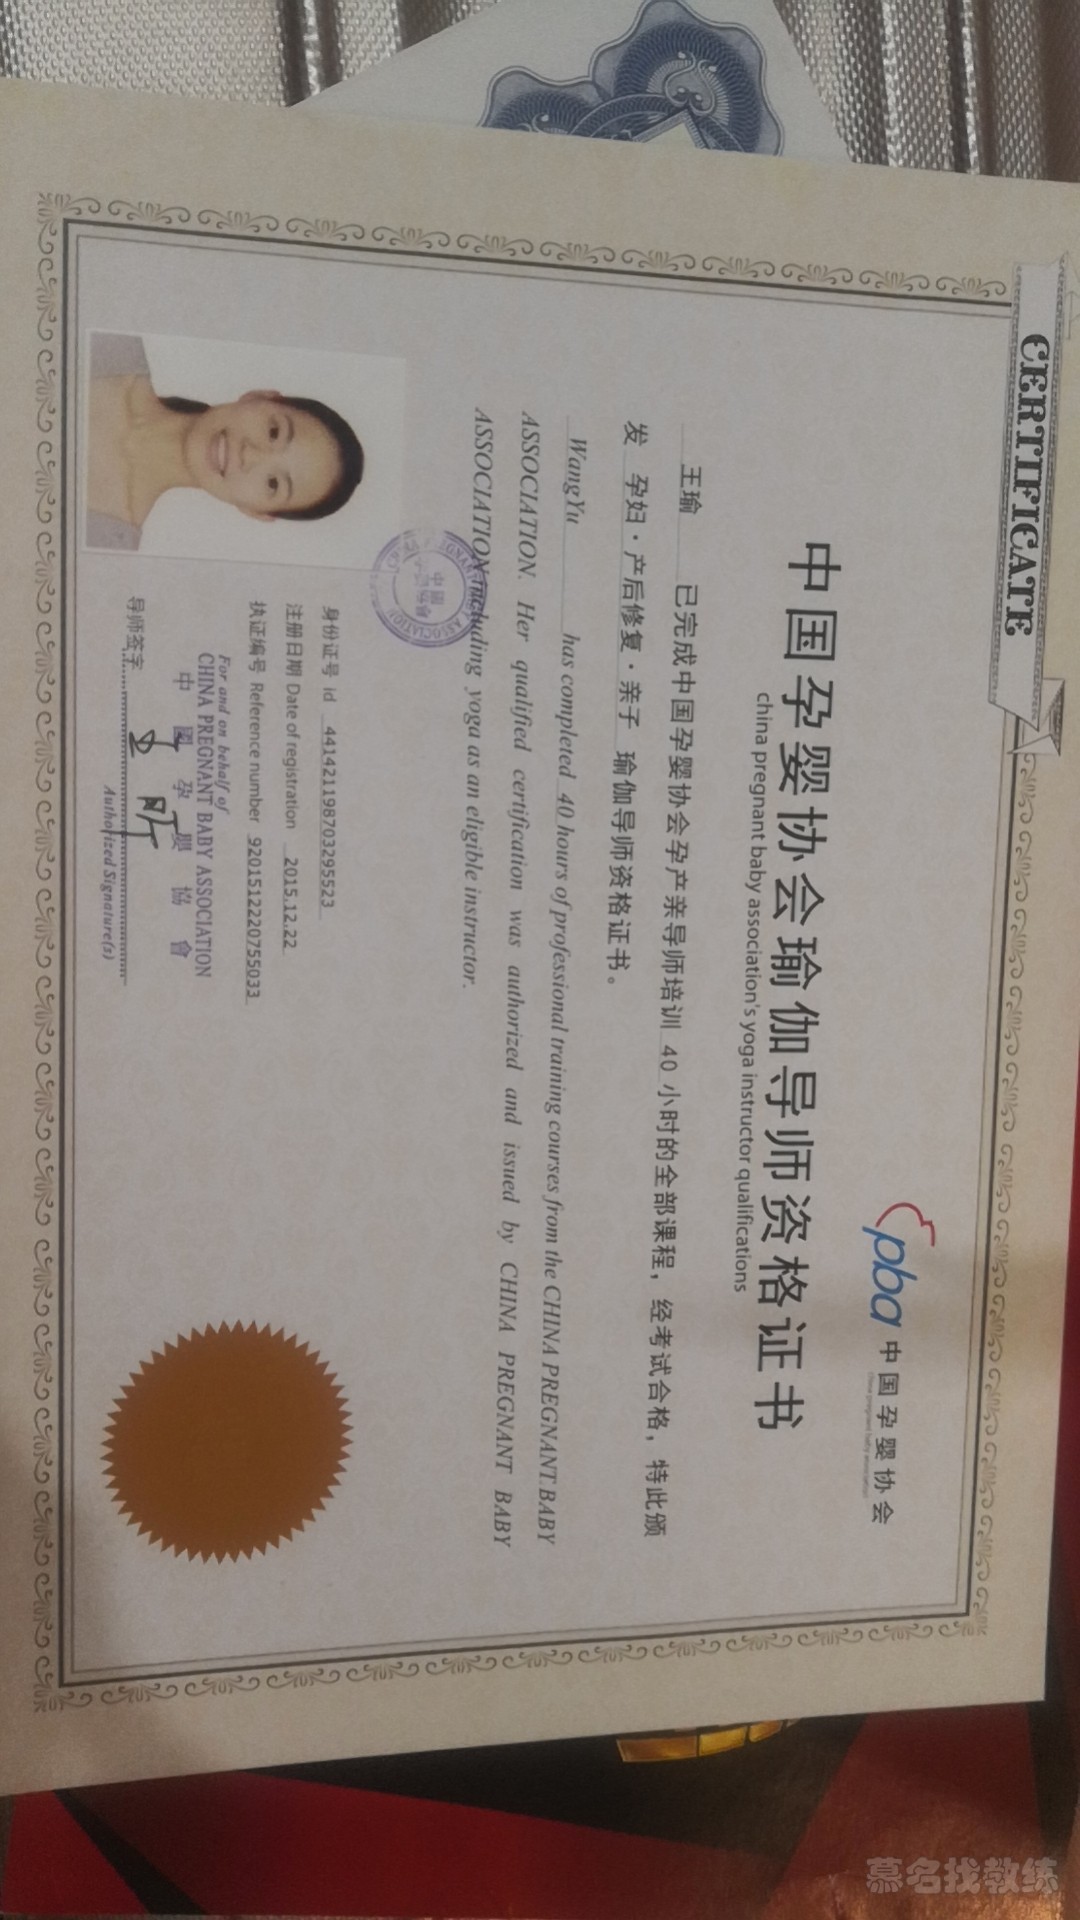 CERTIFICATE
cpba 中国孕婴协会
中国孕婴协会瑜伽导师资格证书
china pregnant baby association's yoga instructor qualifications
王瑜 已完成中国孕婴协会孕产亲导师培训 40 小时的全部课程，经考试合格，特此颁
发 孕妇·产后修复·亲子 瑜伽导师资格证书。
WangYu has completed 40 hours of professional training courses from the CHINA PREGNANT BABY
ASSOCIATION. Her qualified certification was authorized and issued by CHINA PREGNANT BABY
ASSOCIATION including yoga as an eligible instructor.
身份证号 id 441421198703295523
注册日期 Date of registration 2015.12.22
执证编号 Reference number 9201512220755033
For and on behalf of
CHINA PREGNANT BABY ASSOCIATION
中國孕嬰協會
导师签字
Authorized Signature(s)
慕名找教练